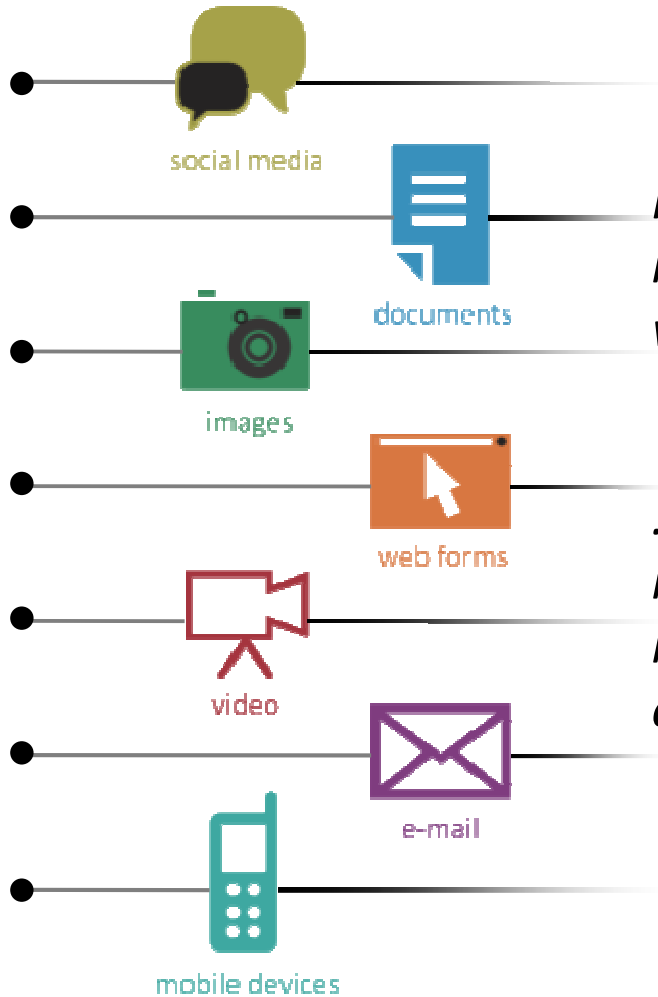 social media
documents
images
web forms
video
e-mail
mobile devices